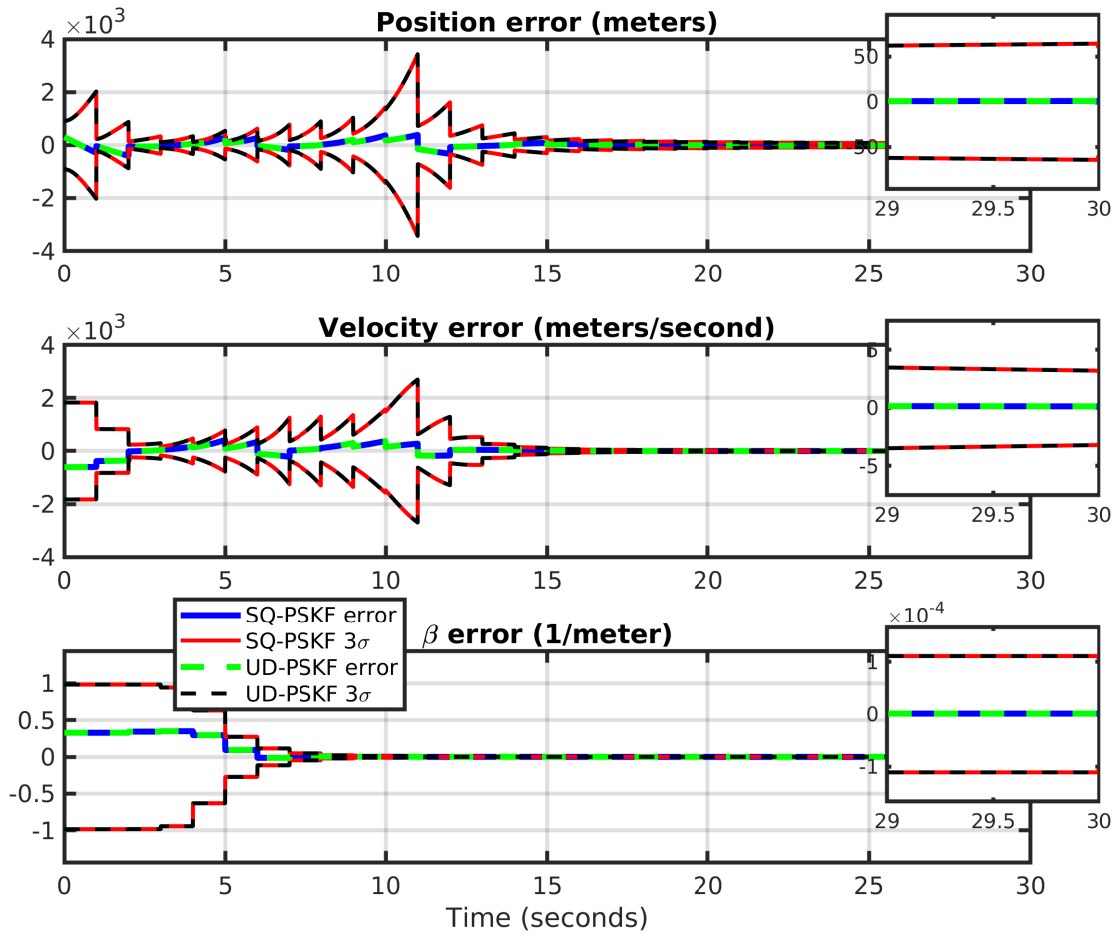 ×10³
Position error (meters)
4
2
0
-2
-4
0 5 10 15 20 25 30
50
0
50
29 29.5 30
×10³
Velocity error (meters/second)
4
2
0
-2
-4
0 5 10 15 20 25 30
5
0
-5
29 29.5 30
SQ-PSKF error
SQ-PSKF 3σ
UD-PSKF error
UD-PSKF 3σ
β error (1/meter)
1
0.5
0
-0.5
-1
0 5 10 15 20 25 30
×10⁻⁴
1
0
-1
29 29.5 30
Time (seconds)